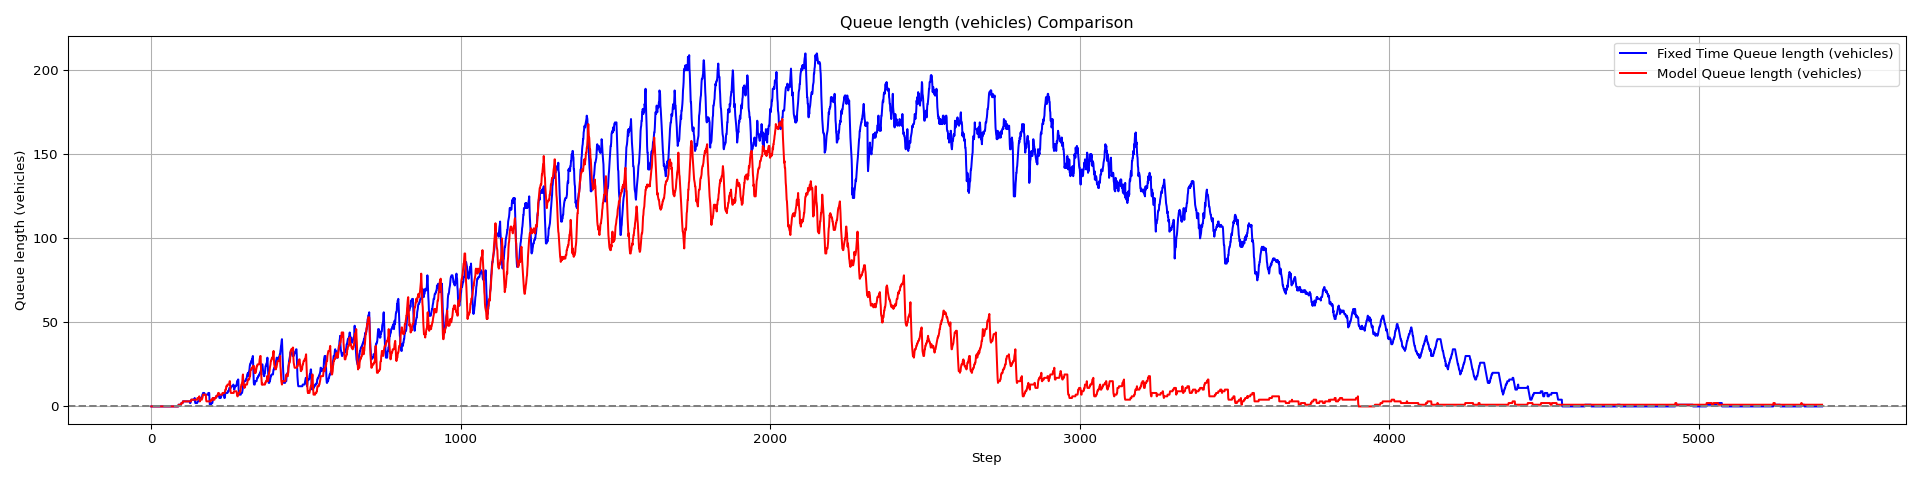 Queue length (vehicles) Comparison
Fixed Time Queue length (vehicles)
Model Queue length (vehicles)
Queue length (vehicles)
200
150
100
50
0
0 1000 2000 3000 4000 5000
Step